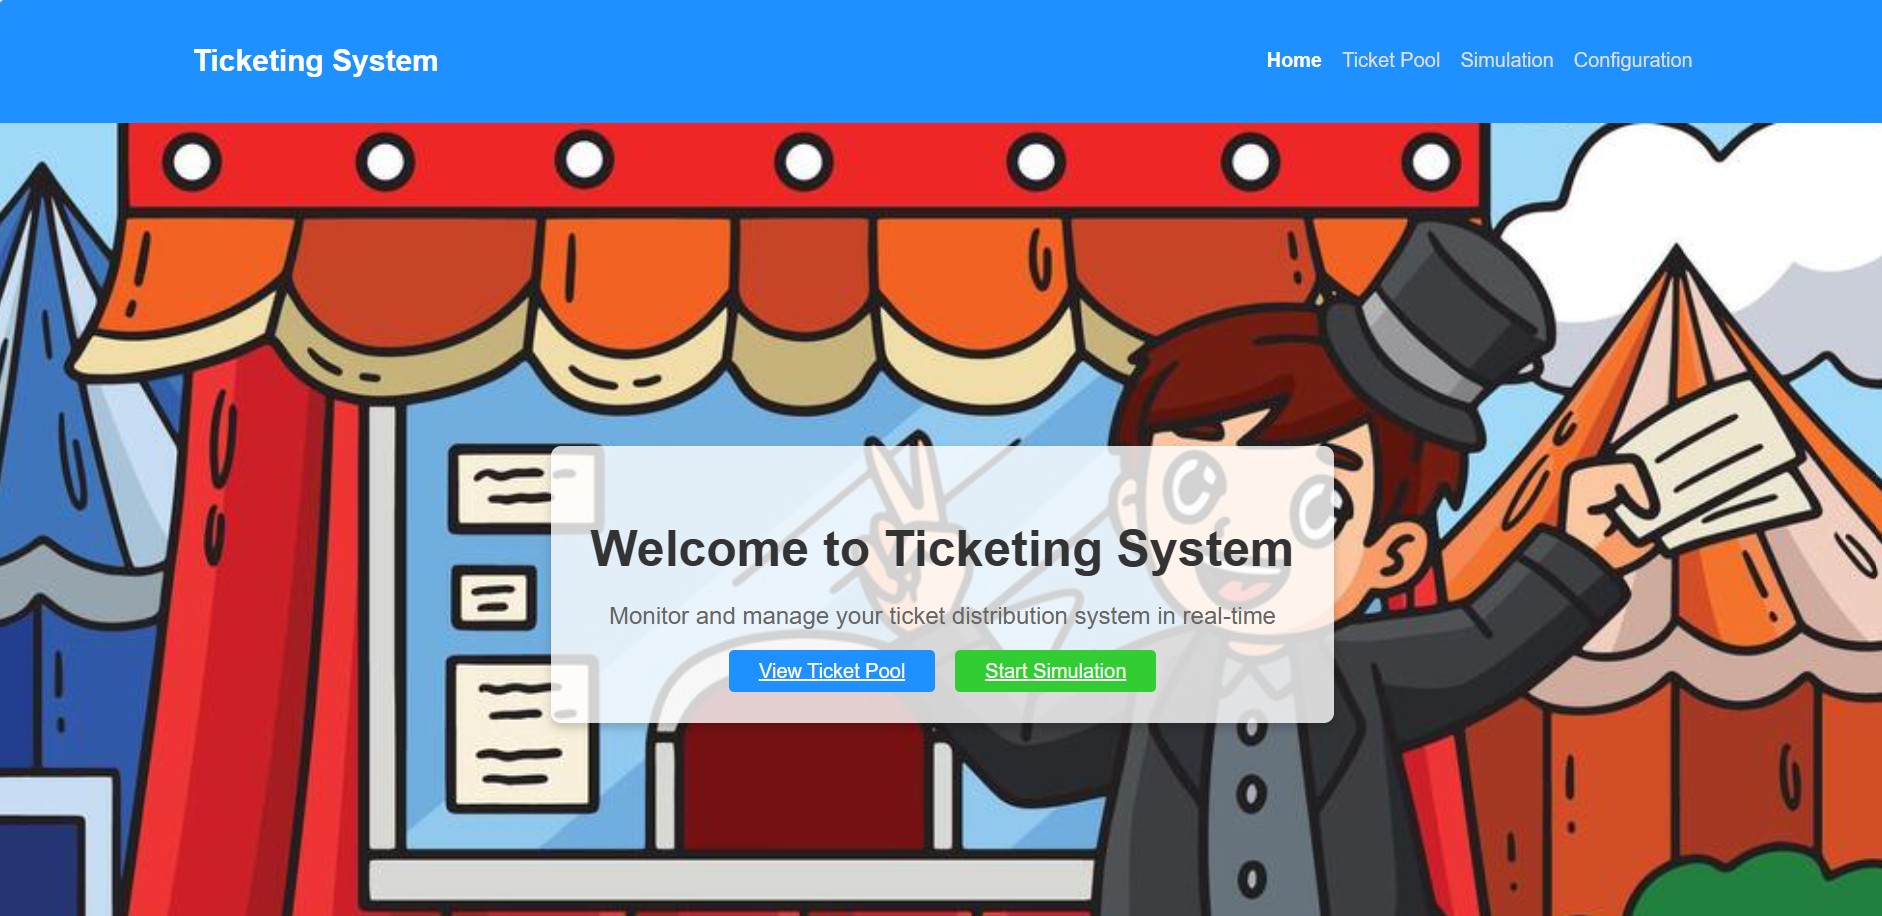 Ticketing System
Home Ticket Pool Simulation Configuration
Welcome to Ticketing System
Monitor and manage your ticket distribution system in real-time
View Ticket Pool Start Simulation